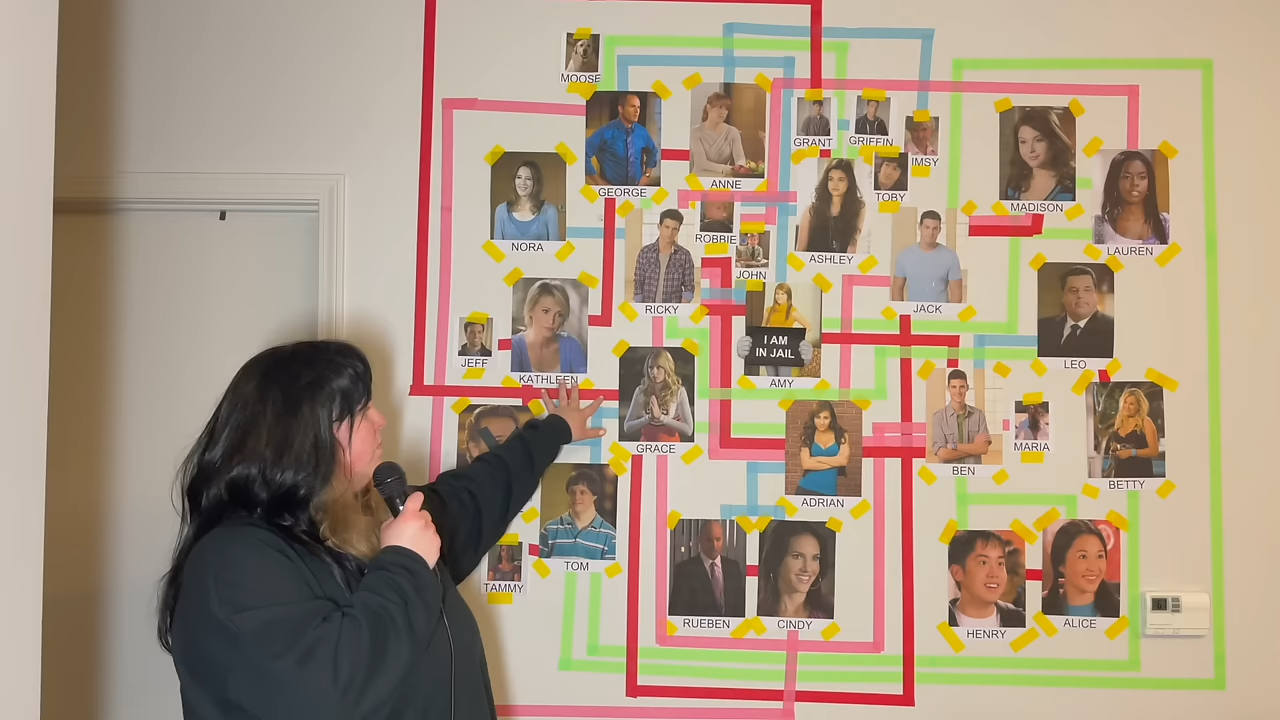 MOOSE
GEORGE
ANNE
GRANT
GRIFFIN
IMSY
TOBY
MADISON
LAUREN
NORA
ROBBIE
JOHN
ASHLEY
RICKY
JACK
I AM
IN JAIL
AMY
JEFF
KATHLEEN
LEO
GRACE
BEN
MARIA
BETTY
ADRIAN
TOM
TAMMY
RUEBEN
CINDY
HENRY
ALICE